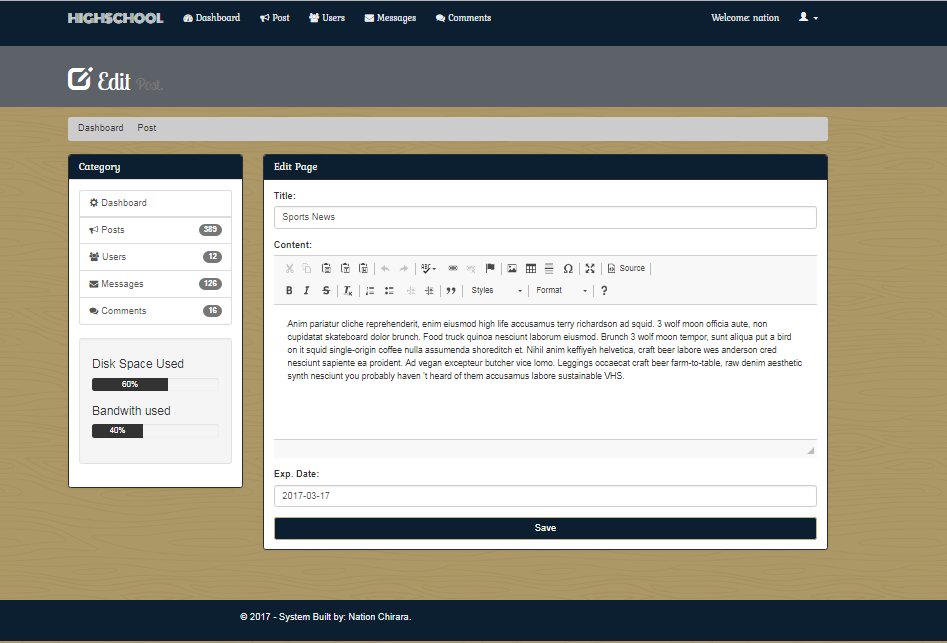 HIGHSCHOOL Dashboard Post Users Messages Comments Welcome: nation
Edit Post.
Dashboard Post
Category
Dashboard
Posts 389
Users 12
Messages 126
Comments 16
Disk Space Used
60%
Bandwith used
40%
Edit Page
Title:
Sports News
Content:
Source
B I S Tx Styles Format ?
Anim pariatur cliche reprehenderit, enim eiusmod high life accusamus terry richardson ad squid. 3 wolf moon officia aute, non
cupidatat skateboard dolor brunch. Food truck quinoa nesciunt laborum eiusmod. Brunch 3 wolf moon tempor, sunt aliqua put a bird
on it squid single-origin coffee nulla assumenda shoreditch et. Nihil anim keffiyeh helvetica, craft beer labore wes anderson cred
nesciunt sapiente ea proident. Ad vegan excepteur butcher vice lomo. Leggings occaecat craft beer farm-to-table, raw denim aesthetic
synth nesciunt you probably haven 't heard of them accusamus labore sustainable VHS.
Exp. Date:
2017-03-17
Save
© 2017 - System Built by: Nation Chirara.